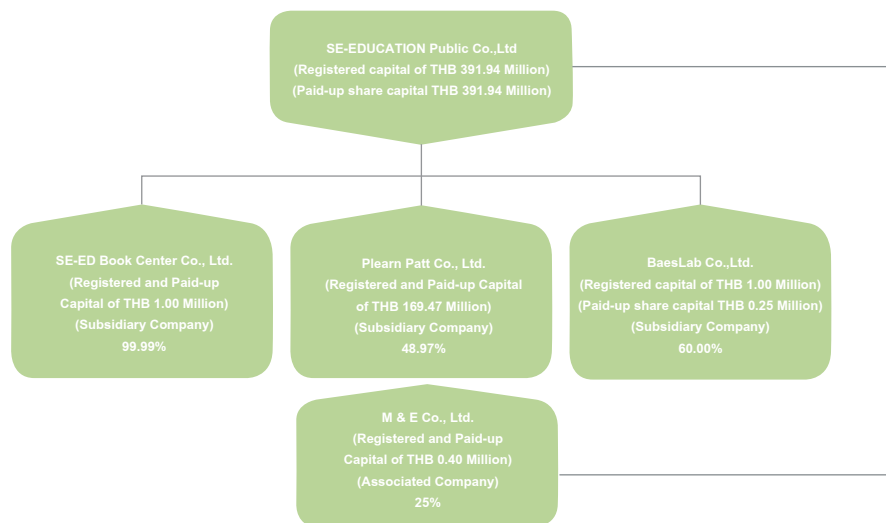 SE-EDUCATION Public Co.,Ltd
(Registered capital of THB 391.94 Million)
(Paid-up share capital THB 391.94 Million)
SE-ED Book Center Co., Ltd.
(Registered and Paid-up
Capital of THB 1.00 Million)
(Subsidiary Company)
99.99%
Plearn Patt Co., Ltd.
(Registered and Paid-up Capital
of THB 169.47 Million)
(Subsidiary Company)
48.97%
BaesLab Co.,Ltd.
(Registered capital of THB 1.00 Million)
(Paid-up share capital THB 0.25 Million)
(Subsidiary Company)
60.00%
M & E Co., Ltd.
(Registered and Paid-up
Capital of THB 0.40 Million)
(Associated Company)
25%